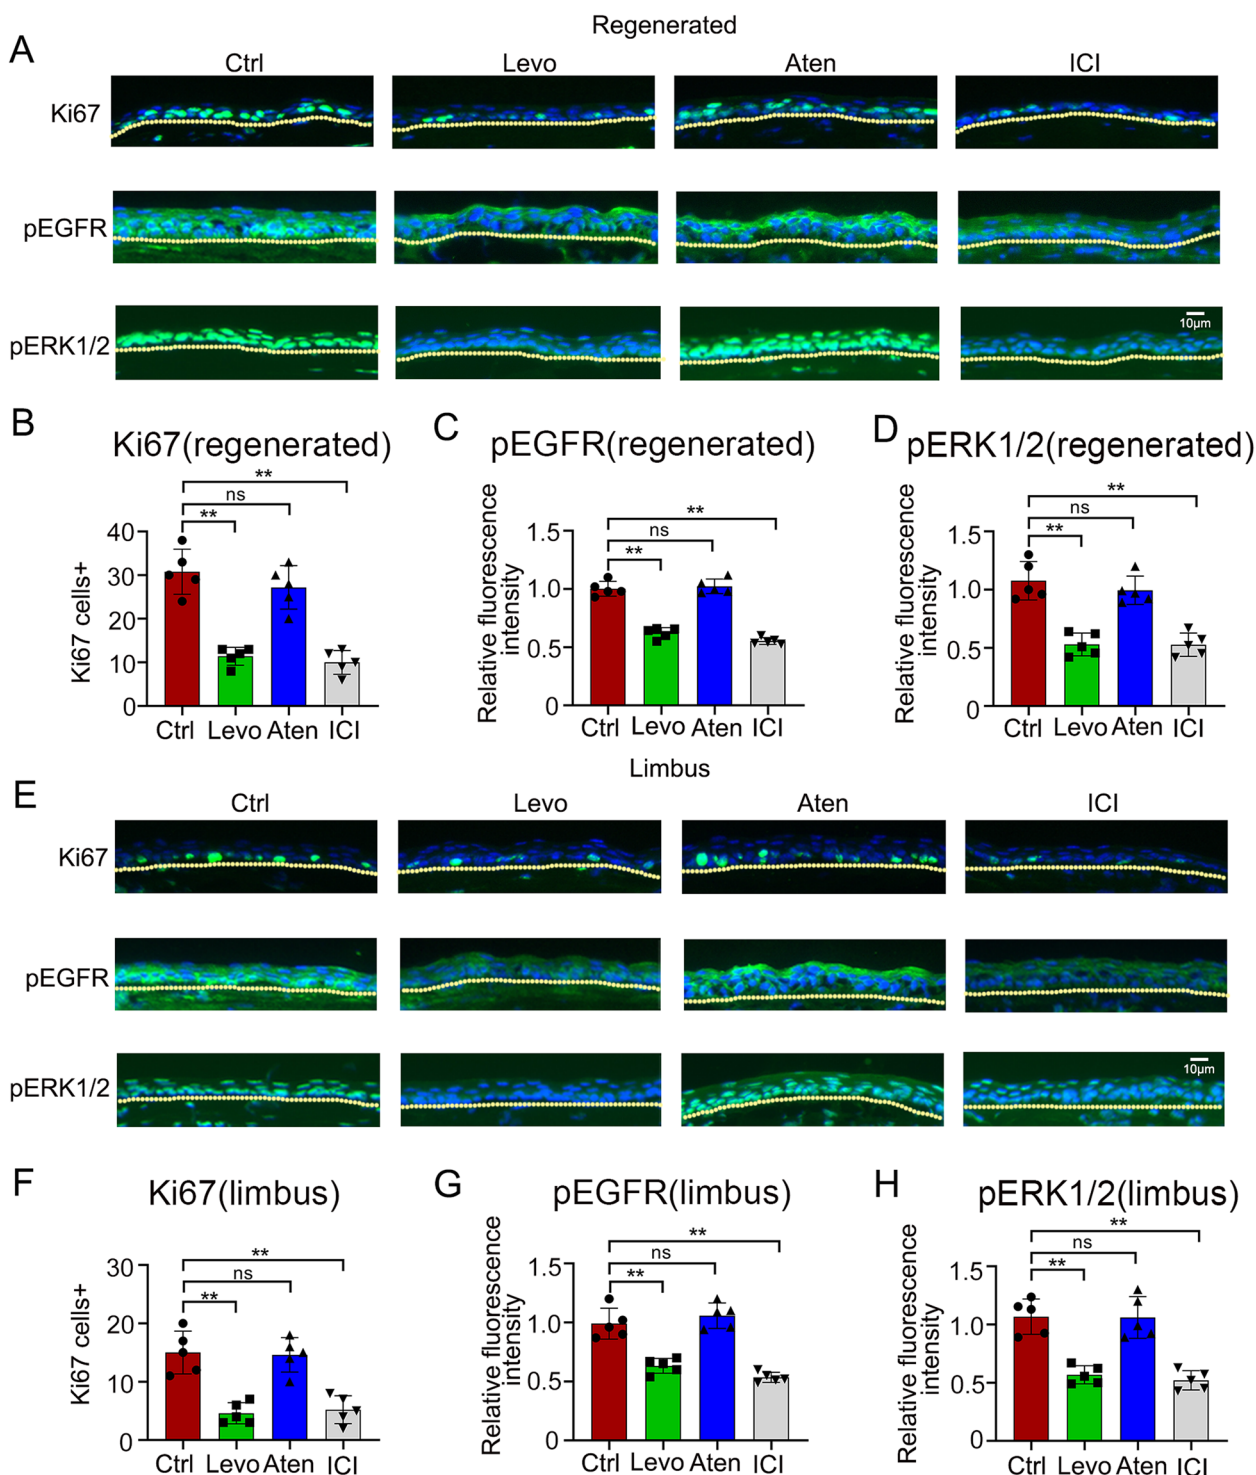 Regenerated
A
Ctrl Levo Aten ICI
Ki67
pEGFR
pERK1/2
10µm
B
Ki67(regenerated)
**
ns
**
Ki67 cells+
40
30
20
10
0
Ctrl Levo Aten ICI
C
pEGFR(regenerated)
**
ns
**
Relative fluorescence
intensity
1.5
1.0
0.5
0
Ctrl Levo Aten ICI
D
pERK1/2(regenerated)
**
ns
**
Relative fluorescence
intensity
1.5
1.0
0.5
0
Ctrl Levo Aten ICI
Limbus
E
Ctrl Levo Aten ICI
Ki67
pEGFR
pERK1/2
10µm
F
Ki67(limbus)
**
ns
**
Ki67 cells+
30
20
10
0
Ctrl Levo Aten ICI
G
pEGFR(limbus)
**
ns
**
Relative fluorescence
intensity
1.5
1.0
0.5
0
Ctrl Levo Aten ICI
H
pERK1/2(limbus)
**
ns
**
Relative fluorescence
intensity
1.5
1.0
0.5
0
Ctrl Levo Aten ICI